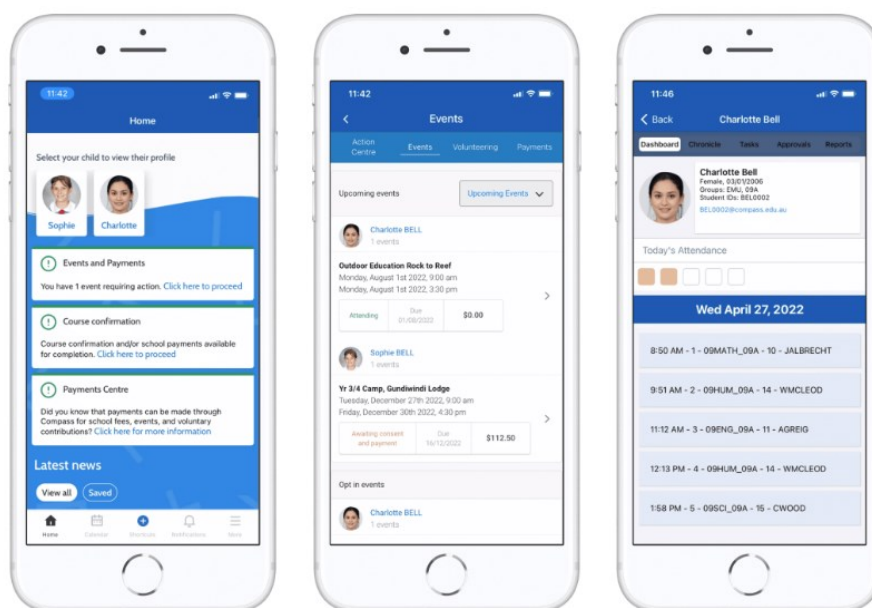 11:42
Home
Select your child to view their profile
Sophie
Charlotte
Events and Payments
You have 1 event requiring action. Click here to proceed
Course confirmation
Course confirmation and/or school payments available
for completion. Click here to proceed
Payments Centre
Did you know that payments can be made through
Compass for school fees, events, and voluntary
contributions? Click here for more information
Latest news
View all
Saved
Home
Calendar
Shortcuts
Notifications
11:42
Events
Action
Centre
Events
Volunteering
Payments
Upcoming events
Upcoming Events
Charlotte BELL
1 events
Outdoor Education Rock to Reef
Monday, August 1st 2022, 9:00 am
Monday, August 1st 2022, 3:30 pm
Attending
Due
01/08/2022
$0.00
Sophie BELL
1 events
Yr 3/4 Camp, Gundiwindi Lodge
Tuesday, December 27th 2022, 9:00 am
Friday, December 30th 2022, 4:30 pm
Awaiting consent
and payment
Due
16/12/2022
$112.50
Opt in events
Charlotte BELL
1 events
11:46
Back
Charlotte Bell
Dashboard
Chronicle
Tasks
Approvals
Reports
Charlotte Bell
Female, 03/01/2006
Groups: EMU, 09A
Student IDs: BEL0002
BEL0002@compass.edu.au
Today's Attendance
Wed April 27, 2022
8:50 AM - 1 - 09MATH_09A - 10 - JALBRECHT
9:51 AM - 2 - 09HUM_09A - 14 - WMCLEOD
11:12 AM - 3 - 09ENG_09A - 11 - AGREIG
12:13 PM - 4 - 09HUM_09A - 14 - WMCLEOD
1:58 PM - 5 - 09SCI_09A - 15 - CWOOD